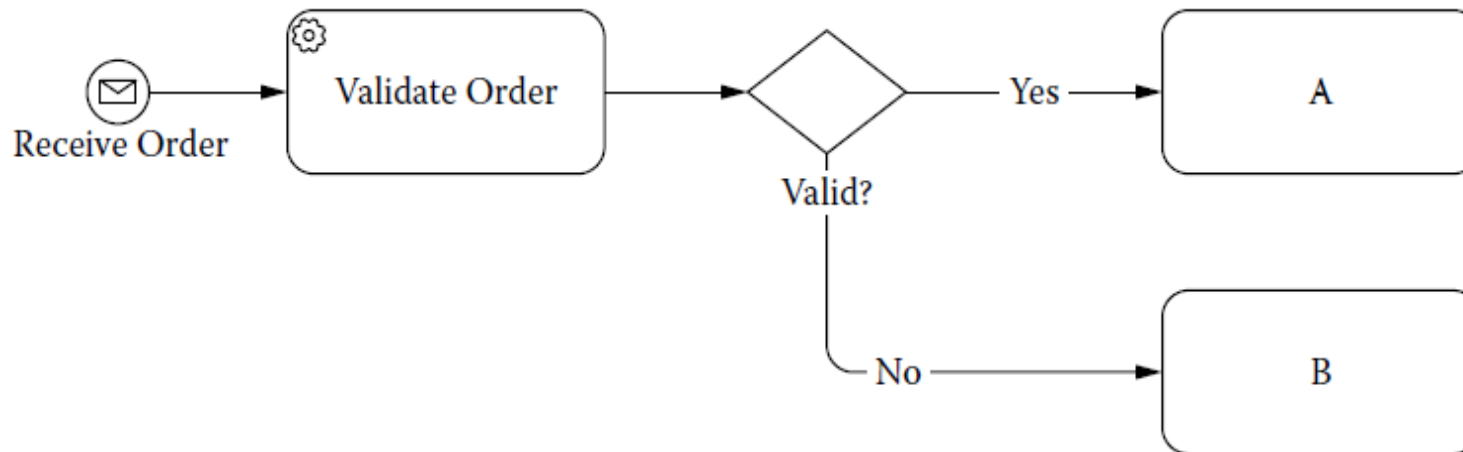 Receive Order
Validate Order
Valid?
Yes
A
No
B